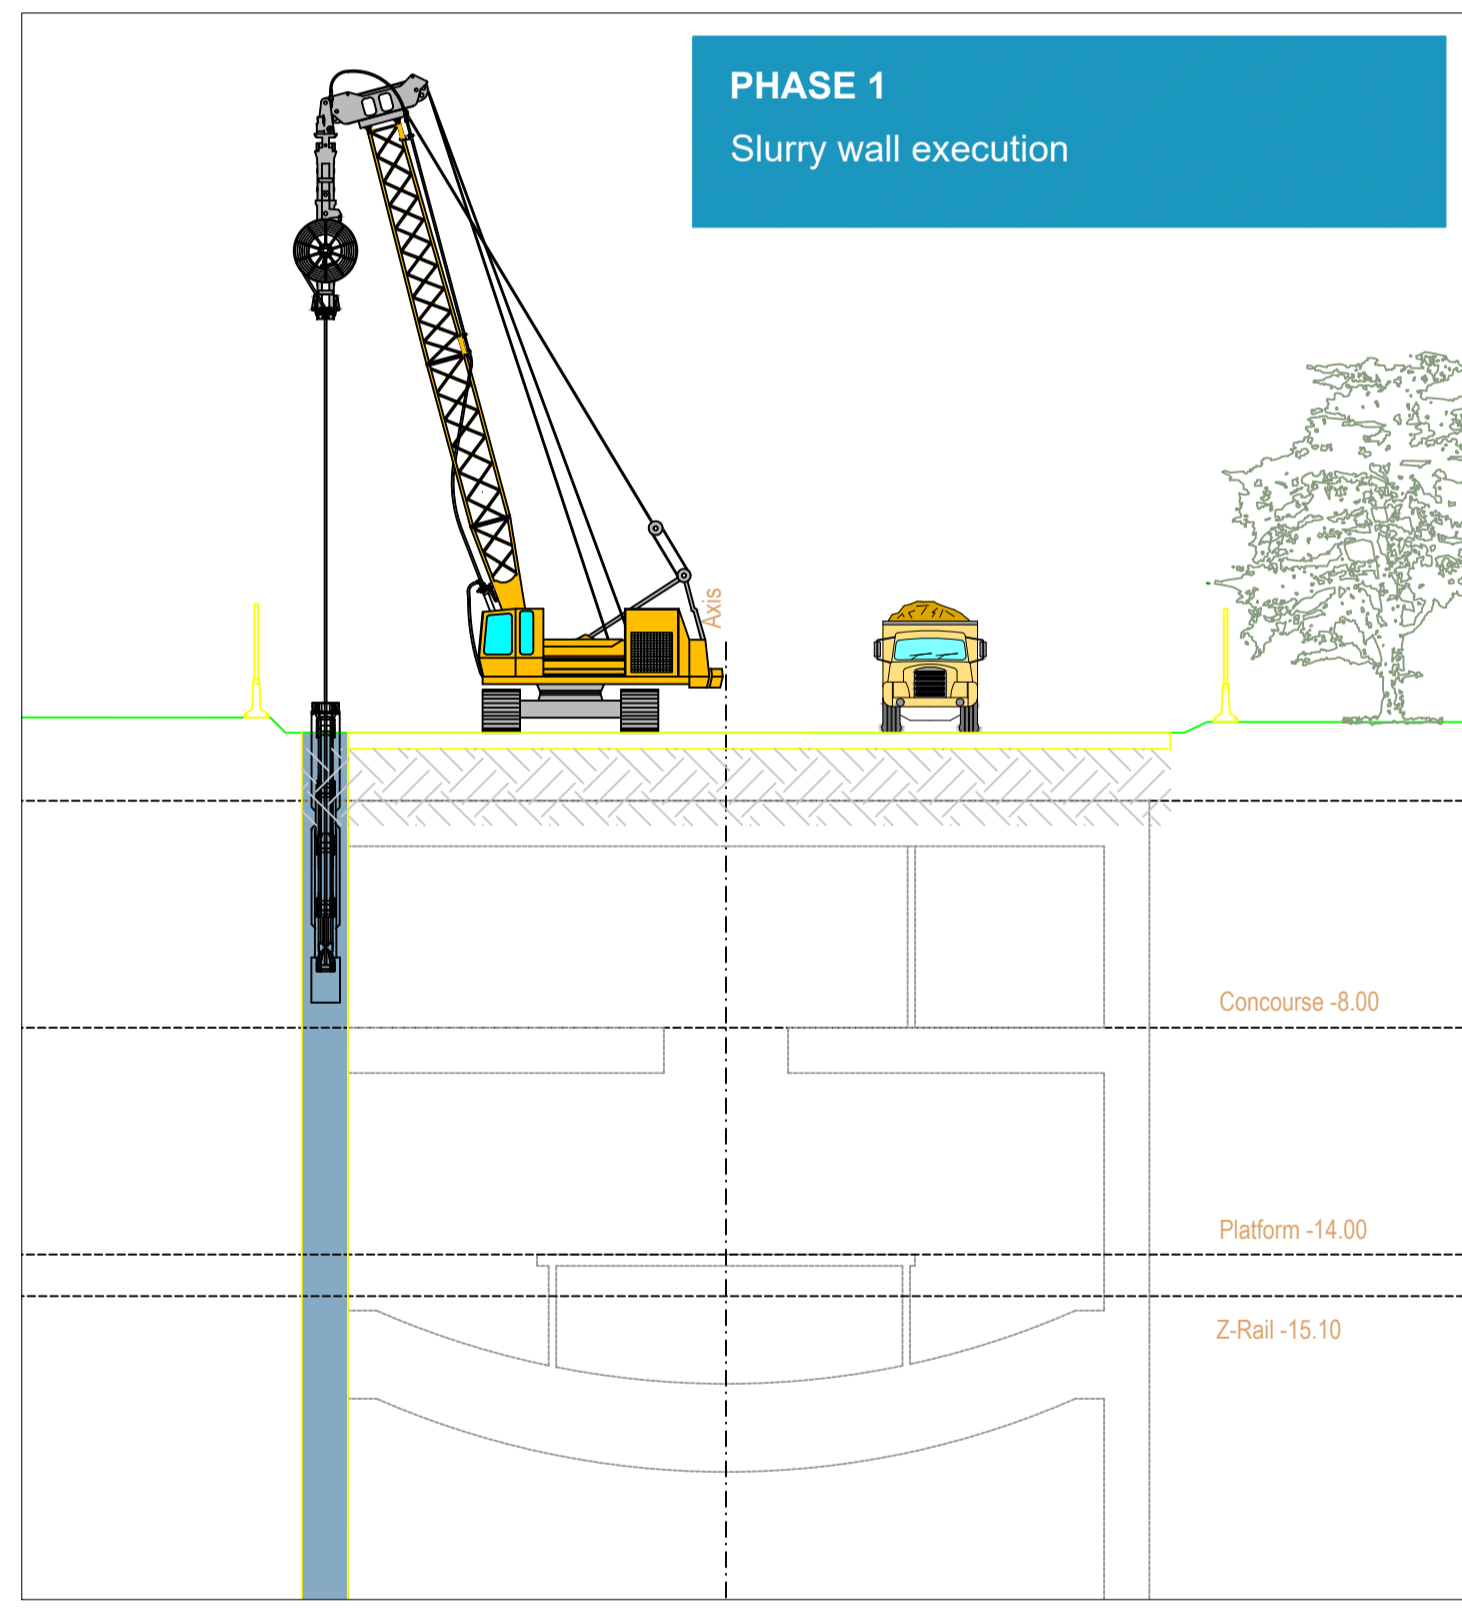 PHASE 1
Slurry wall execution
Axis
Concourse -8.00
Platform -14.00
Z-Rail -15.10